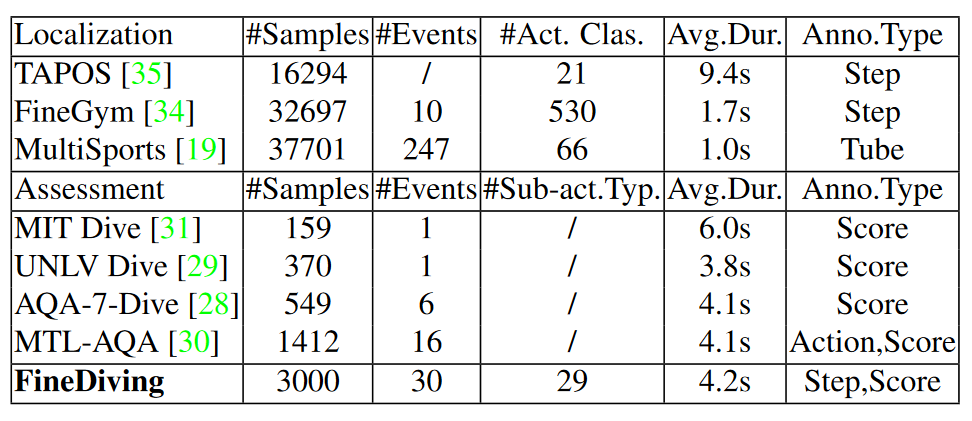 Localization #Samples #Events #Act. Clas. Avg.Dur. Anno.Type
TAPOS [35] 16294 / 21 9.4s Step
FineGym [34] 32697 10 530 1.7s Step
MultiSports [19] 37701 247 66 1.0s Tube
Assessment #Samples #Events #Sub-act.Typ. Avg.Dur. Anno.Type
MIT Dive [31] 159 1 / 6.0s Score
UNLV Dive [29] 370 1 / 3.8s Score
AQA-7-Dive [28] 549 6 / 4.1s Score
MTL-AQA [30] 1412 16 / 4.1s Action,Score
FineDiving 3000 30 29 4.2s Step,Score